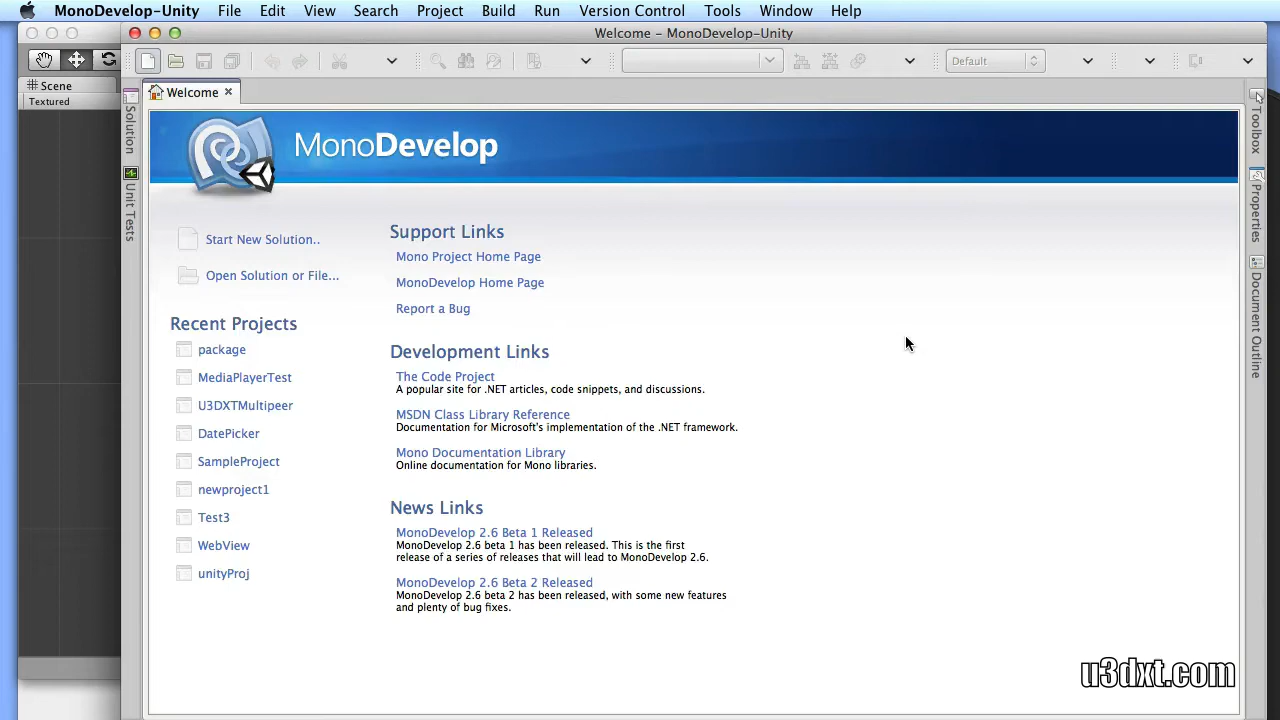 MonoDevelop-Unity File Edit View Search Project Build Run Version Control Tools Window Help
Welcome – MonoDevelop-Unity
Default
Scene
Textured
Welcome
Solution
Unit Tests
Toolbox
Properties
Document Outline
MonoDevelop
Start New Solution..
Open Solution or File...
Recent Projects
package
MediaPlayerTest
U3DXTMultipeer
DatePicker
SampleProject
newproject1
Test3
WebView
unityProj
Support Links
Mono Project Home Page
MonoDevelop Home Page
Report a Bug
Development Links
The Code Project
A popular site for .NET articles, code snippets, and discussions.
MSDN Class Library Reference
Documentation for Microsoft's implementation of the .NET framework.
Mono Documentation Library
Online documentation for Mono libraries.
News Links
MonoDevelop 2.6 Beta 1 Released
MonoDevelop 2.6 beta 1 has been released. This is the first
release of a series of releases that will lead to MonoDevelop 2.6.
MonoDevelop 2.6 Beta 2 Released
MonoDevelop 2.6 beta 2 has been released, with some new features
and plenty of bug fixes.
u3dxt.com